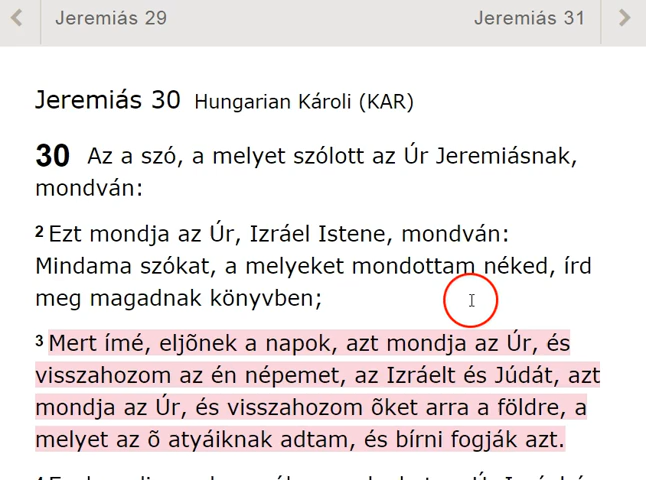 Jeremiás 29
Jeremiás 31
Jeremiás 30 Hungarian Károli (KAR)
30 Az a szó, a melyet szólott az Úr Jeremiásnak,
mondván:
2 Ezt mondja az Úr, Izráel Istene, mondván:
Mindama szókat, a melyeket mondottam néked, írd
meg magadnak könyvben;
3 Mert ímé, eljõnek a napok, azt mondja az Úr, és
visszahozom az én népemet, az Izráelt és Júdát, azt
mondja az Úr, és visszahozom õket arra a földre, a
melyet az õ atyáiknak adtam, és bírni fogják azt.